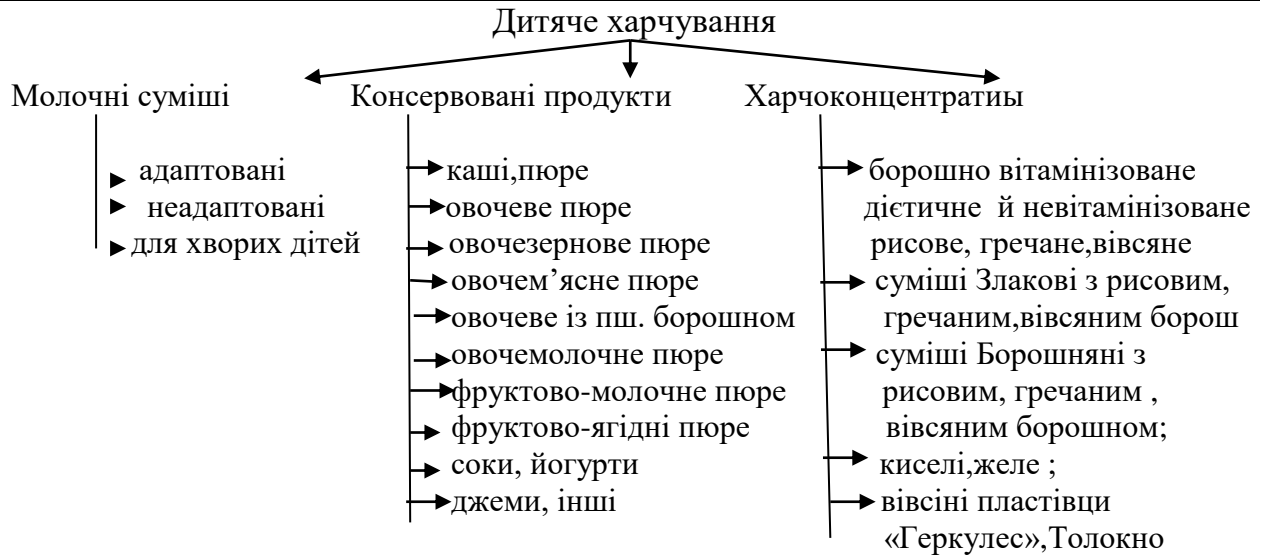 Дитяче харчування
Молочні суміші
адаптовані
неадаптовані
для хворих дітей
Консервовані продукти
каші,пюре
овочеве пюре
овочезернове пюре
овочем’ясне пюре
овочеве із пш. борошном
овочемолочне пюре
фруктово-молочне пюре
фруктово-ягідні пюре
соки, йогурти
джеми, інші
Харчоконцентратиы
борошно вітамінізоване
дієтичне й невітамінізоване
рисове, гречане,вівсяне
суміші Злакові з рисовим,
гречаним,вівсяним борош
суміші Борошняні з
рисовим, гречаним ,
вівсяним борошном;
киселі,желе ;
вівсіні пластівци
«Геркулес»,Толокно